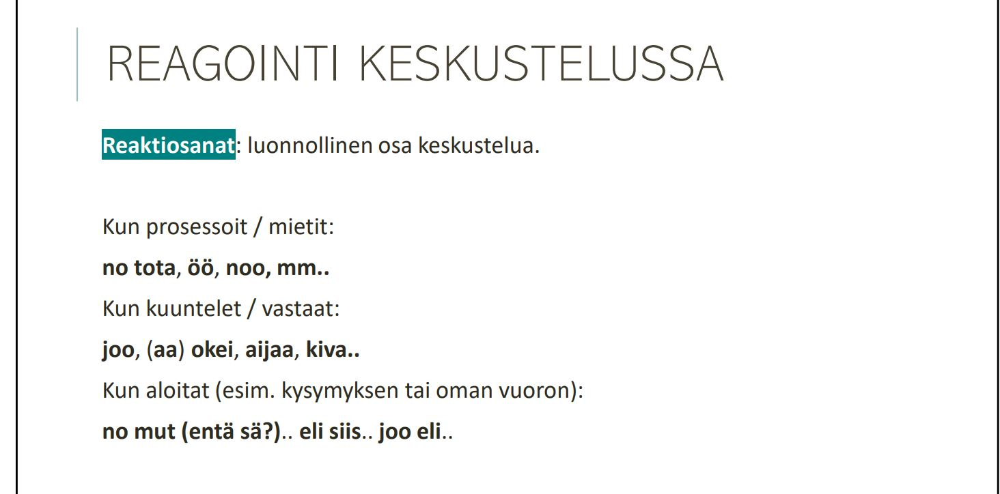 REAGOINTI KESKUSTELUSSA
Reaktiosanat: luonnollinen osa keskustelua.
Kun prosessoit / mietit:
no tota, öö, noo, mm..
Kun kuuntelet / vastaat:
joo, (aa) okei, aijaa, kiva..
Kun aloitat (esim. kysymyksen tai oman vuoron):
no mut (entä sä?).. eli siis.. joo eli..